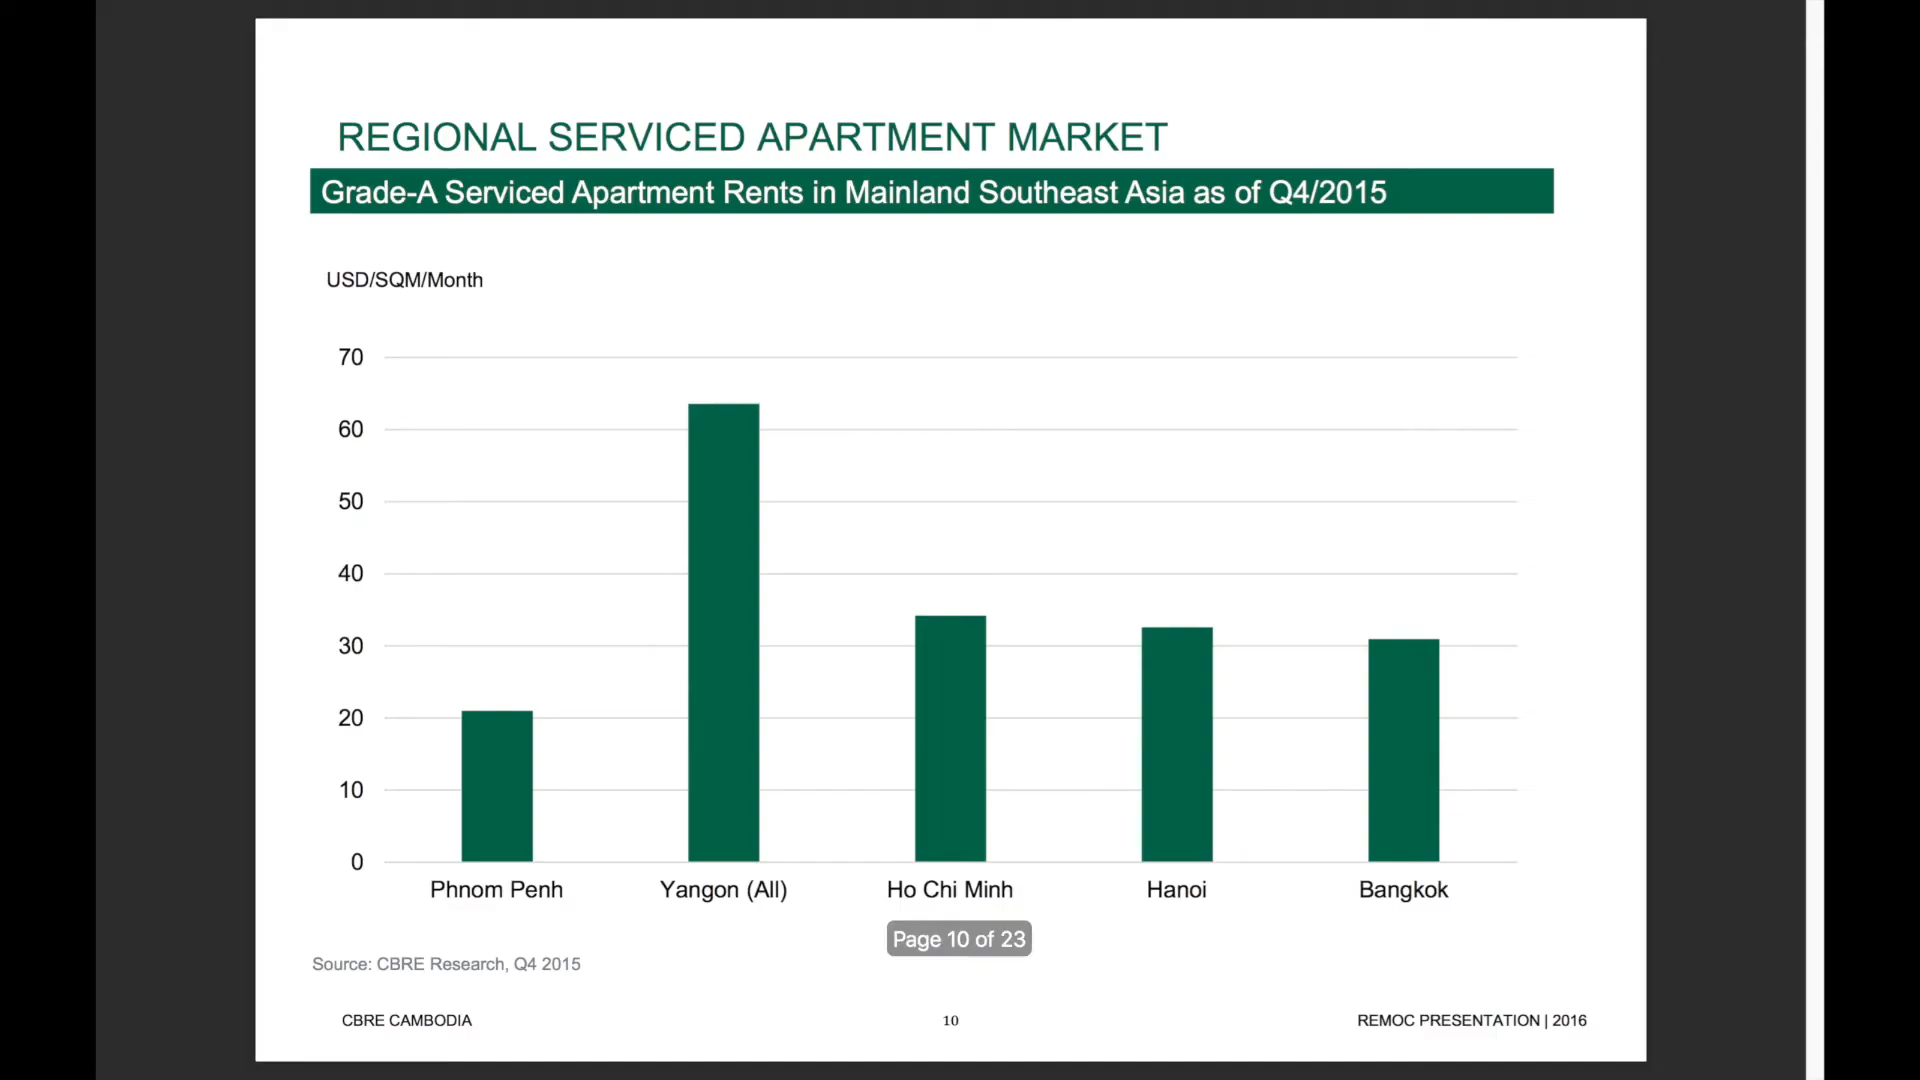 REGIONAL SERVICED APARTMENT MARKET
Grade-A Serviced Apartment Rents in Mainland Southeast Asia as of Q4/2015
USD/SQM/Month
70
60
50
40
30
20
10
0
Phnom Penh
Yangon (All)
Ho Chi Minh
Hanoi
Bangkok
Page 10 of 23
Source: CBRE Research, Q4 2015
CBRE CAMBODIA
10
REMOC PRESENTATION | 2016